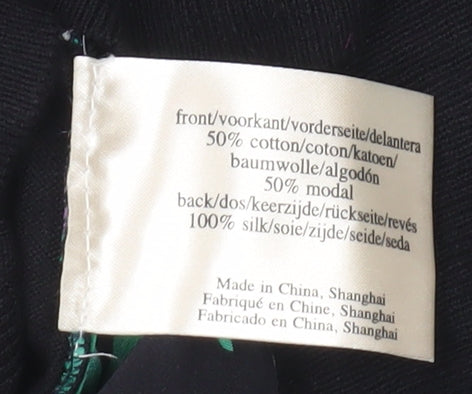 front/voorkant/vorderseite/delantera
50% cotton/coton/katoen/
baumwolle/algodón
50% modal
back/dos/keerzijde/rückseite/revés
100% silk/soie/zijde/seide/seda
Made in China, Shanghai
Fabriqué en Chine, Shanghai
Fabricado en China, Shanghai